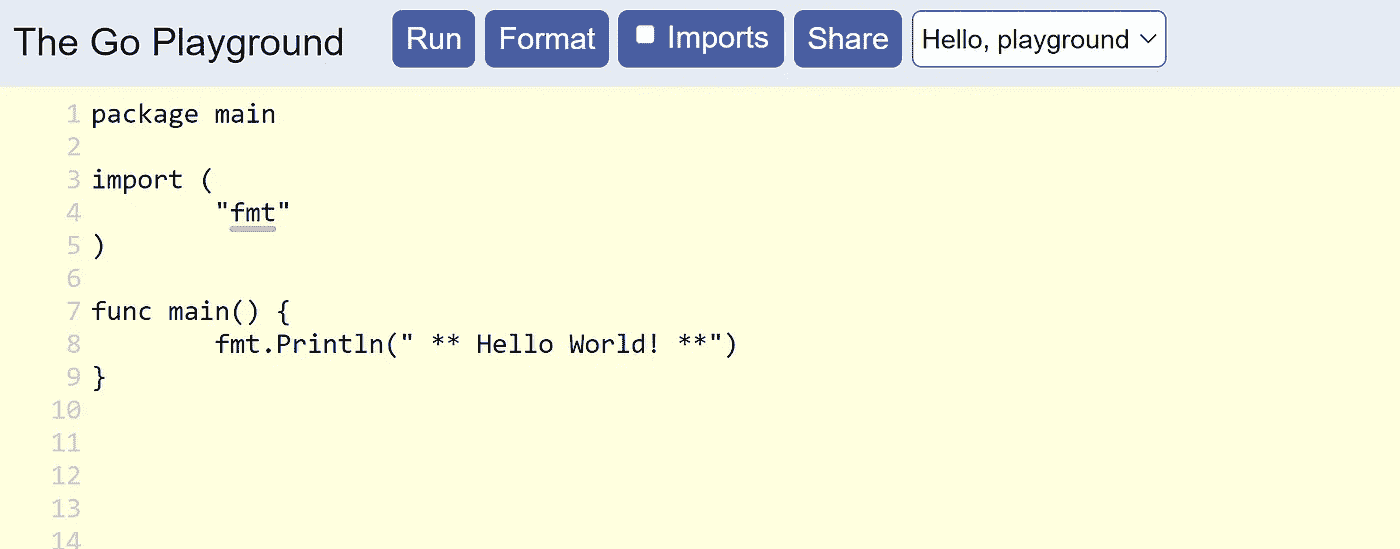 The Go Playground Run Format Imports Share Hello, playground
1 package main
2
3 import (
4 "fmt"
5 )
6
7 func main() {
8 fmt.Println(" ** Hello World! **")
9 }
10
11
12
13
14